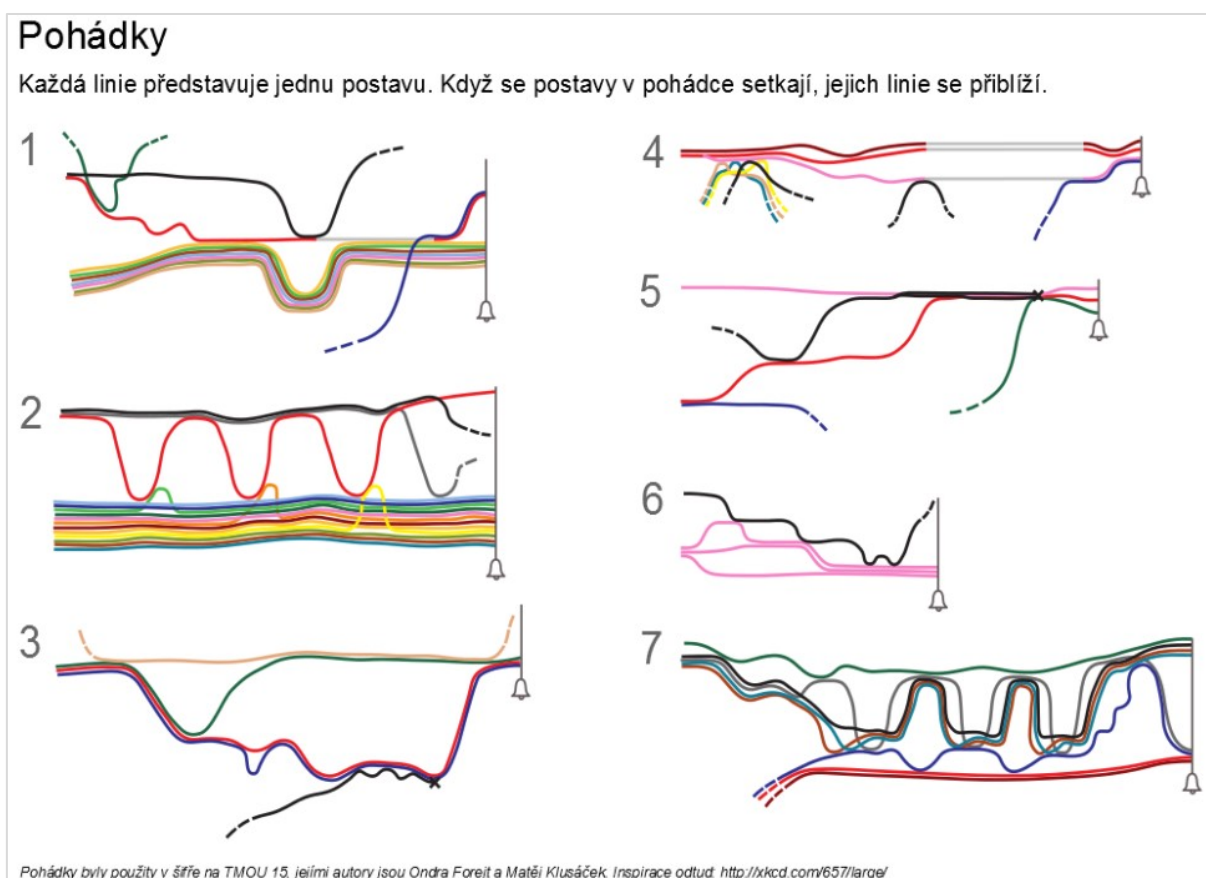 Pohádky
Každá linie představuje jednu postavu. Když se postavy v pohádce setkají, jejich linie se přiblíží.
1
2
3
4
5
6
7
Pohádky byly použity v šifře na TMOU 15, jejími autory jsou Ondra Forejt a Matěj Klusáček. Inspirace odtud: http://xkcd.com/657/large/